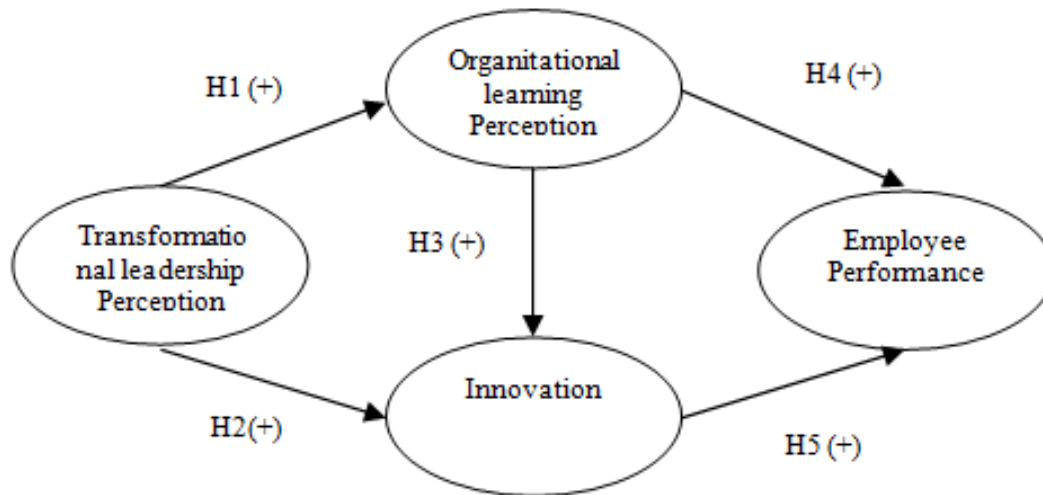 H1 (+)
Organitational
learning
Perception
H4 (+)
Transformatio
nal leadership
Perception
H3 (+)
Employee
Performance
Innovation
H2(+)
H5 (+)